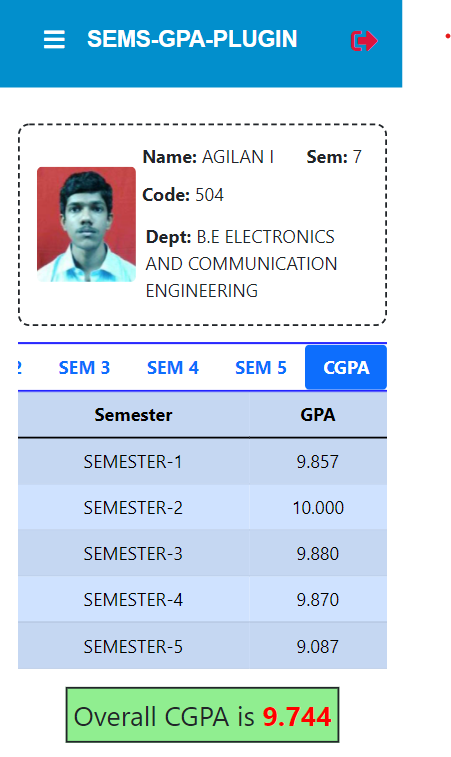 SEMS-GPA-PLUGIN
Name: AGILAN I Sem: 7
Code: 504
Dept: B.E ELECTRONICS
AND COMMUNICATION
ENGINEERING
2 SEM 3 SEM 4 SEM 5 CGPA
Semester GPA
SEMESTER-1 9.857
SEMESTER-2 10.000
SEMESTER-3 9.880
SEMESTER-4 9.870
SEMESTER-5 9.087
Overall CGPA is 9.744